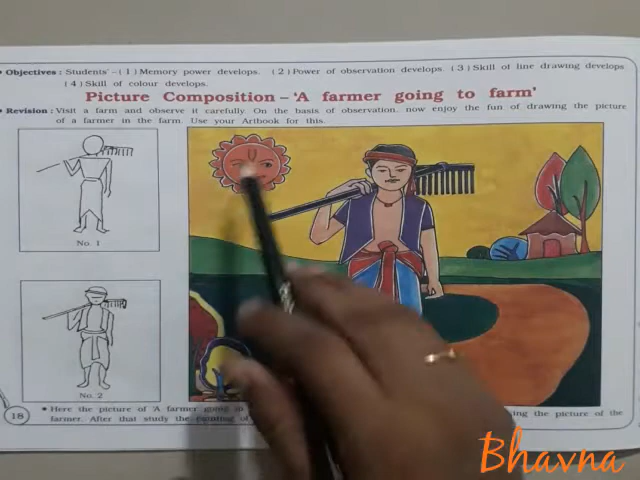 • Objectives : Students' – (1) Memory power develops. (2) Power of observation develops. (3) Skill of line drawing develops
(4) Skill of colour develops.
Picture Composition – 'A farmer going to farm'
• Revision : Visit a farm and observe it carefully. On the basis of observation, now enjoy the fun of drawing the picture
of a farmer in the farm. Use your Artbook for this.
No. 1
No. 2
• Here the picture of 'A farmer going ing the picture of the
18
farmer. After that study the painting of
Bhavna